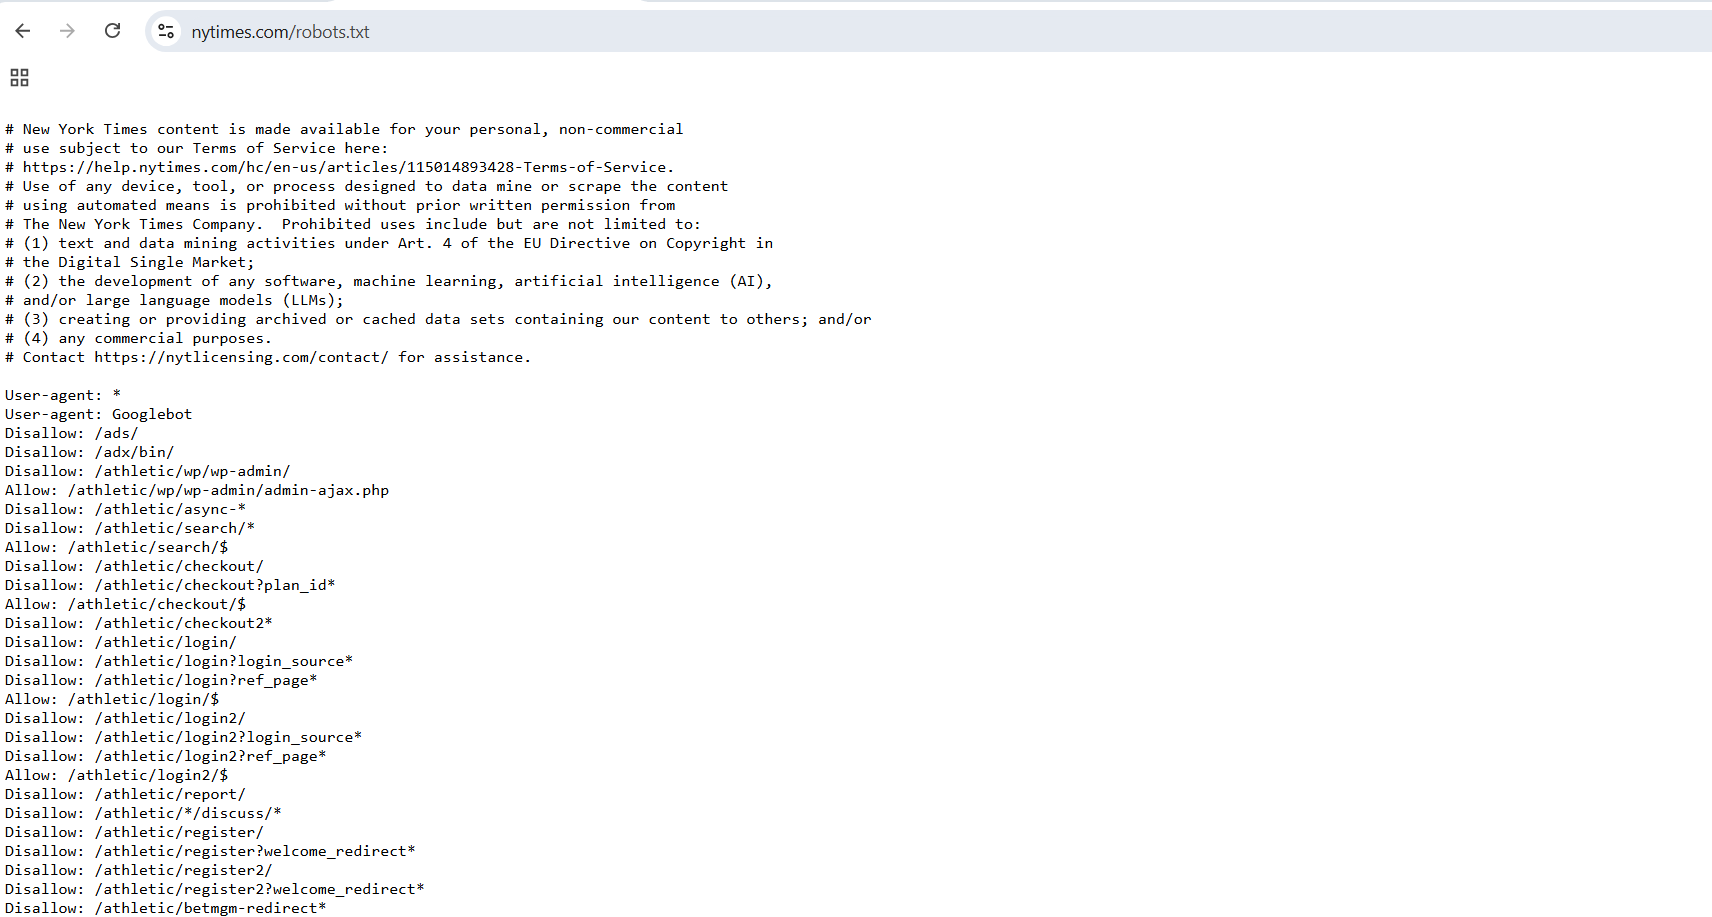 nytimes.com/robots.txt
# New York Times content is made available for your personal, non-commercial
# use subject to our Terms of Service here:
# https://help.nytimes.com/hc/en-us/articles/115014893428-Terms-of-Service.
# Use of any device, tool, or process designed to data mine or scrape the content
# using automated means is prohibited without prior written permission from
# The New York Times Company.  Prohibited uses include but are not limited to:
# (1) text and data mining activities under Art. 4 of the EU Directive on Copyright in
# the Digital Single Market;
# (2) the development of any software, machine learning, artificial intelligence (AI),
# and/or large language models (LLMs);
# (3) creating or providing archived or cached data sets containing our content to others; and/or
# (4) any commercial purposes.
# Contact https://nytlicensing.com/contact/ for assistance.

User-agent: *
User-agent: Googlebot
Disallow: /ads/
Disallow: /adx/bin/
Disallow: /athletic/wp/wp-admin/
Allow: /athletic/wp/wp-admin/admin-ajax.php
Disallow: /athletic/async-*
Disallow: /athletic/search/*
Allow: /athletic/search/$
Disallow: /athletic/checkout/
Disallow: /athletic/checkout?plan_id*
Allow: /athletic/checkout/$
Disallow: /athletic/checkout2*
Disallow: /athletic/login/
Disallow: /athletic/login?login_source*
Disallow: /athletic/login?ref_page*
Allow: /athletic/login/$
Disallow: /athletic/login2/
Disallow: /athletic/login2?login_source*
Disallow: /athletic/login2?ref_page*
Allow: /athletic/login2/$
Disallow: /athletic/report/
Disallow: /athletic/*/discuss/*
Disallow: /athletic/register/
Disallow: /athletic/register?welcome_redirect*
Disallow: /athletic/register2/
Disallow: /athletic/register2?welcome_redirect*
Disallow: /athletic/betmgm-redirect*